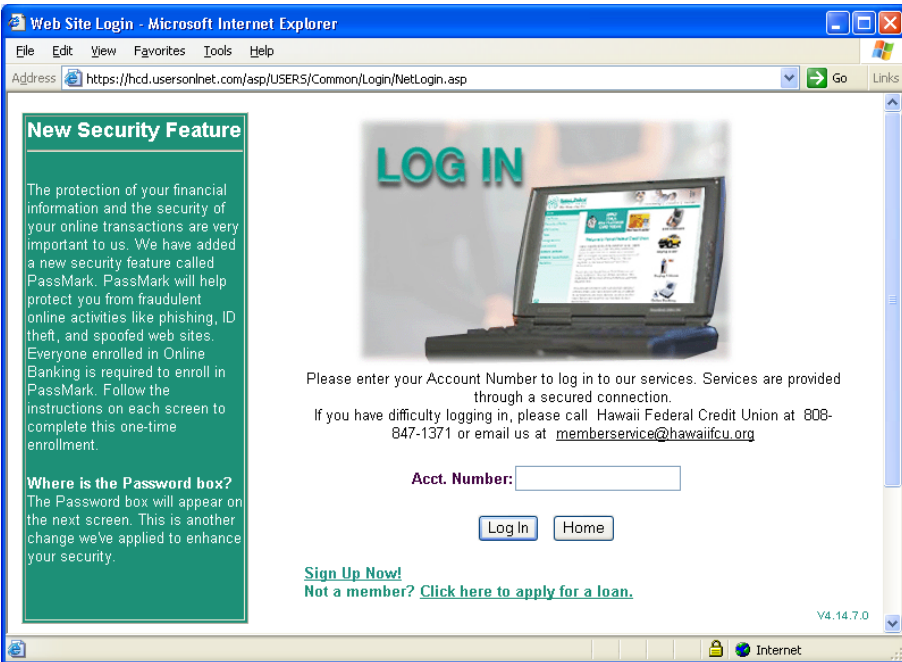 Web Site Login - Microsoft Internet Explorer
File Edit View Favorites Tools Help
Address https://hcd.usersonlnet.com/asp/USERS/Common/Login/NetLogin.asp Go Links
New Security Feature
The protection of your financial
information and the security of
your online transactions are very
important to us. We have added
a new security feature called
PassMark. PassMark will help
protect you from fraudulent
online activities like phishing, ID
theft, and spoofed web sites.
Everyone enrolled in Online
Banking is required to enroll in
PassMark. Follow the
instructions on each screen to
complete this one-time
enrollment.
Where is the Password box?
The Password box will appear on
the next screen. This is another
change we've applied to enhance
your security.
LOG IN
Please enter your Account Number to log in to our services. Services are provided
through a secured connection.
If you have difficulty logging in, please call Hawaii Federal Credit Union at 808-
847-1371 or email us at memberservice@hawaiifcu.org
Acct. Number:
Log In Home
Sign Up Now!
Not a member? Click here to apply for a loan.
V4.14.7.0
Internet